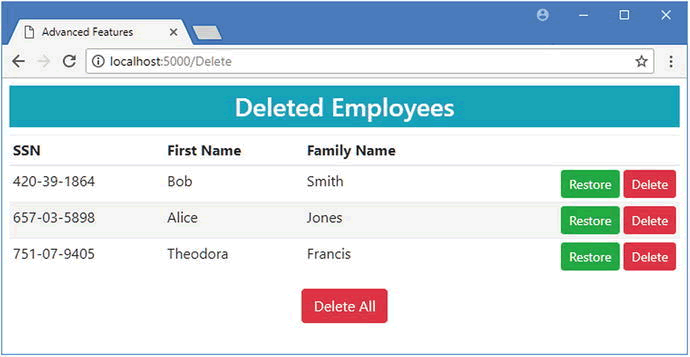 Advanced Features
localhost:5000/Delete
Deleted Employees
SSN First Name Family Name
420-39-1864 Bob Smith Restore Delete
657-03-5898 Alice Jones Restore Delete
751-07-9405 Theodora Francis Restore Delete
Delete All